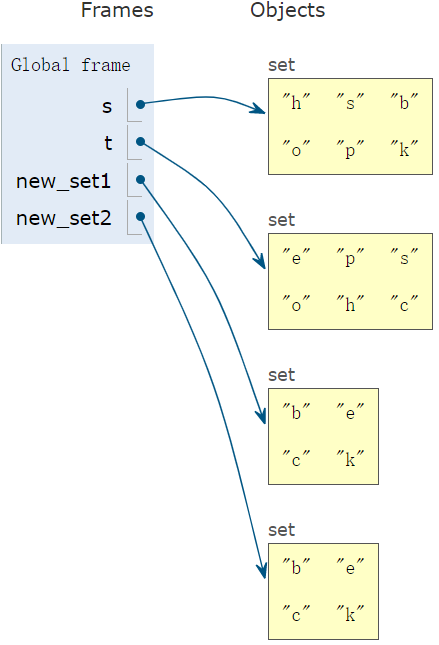 Frames Objects
Global frame
s
t
new_set1
new_set2
set
"h" "s" "b"
"o" "p" "k"
set
"e" "p" "s"
"o" "h" "c"
set
"b" "e"
"c" "k"
set
"b" "e"
"c" "k"